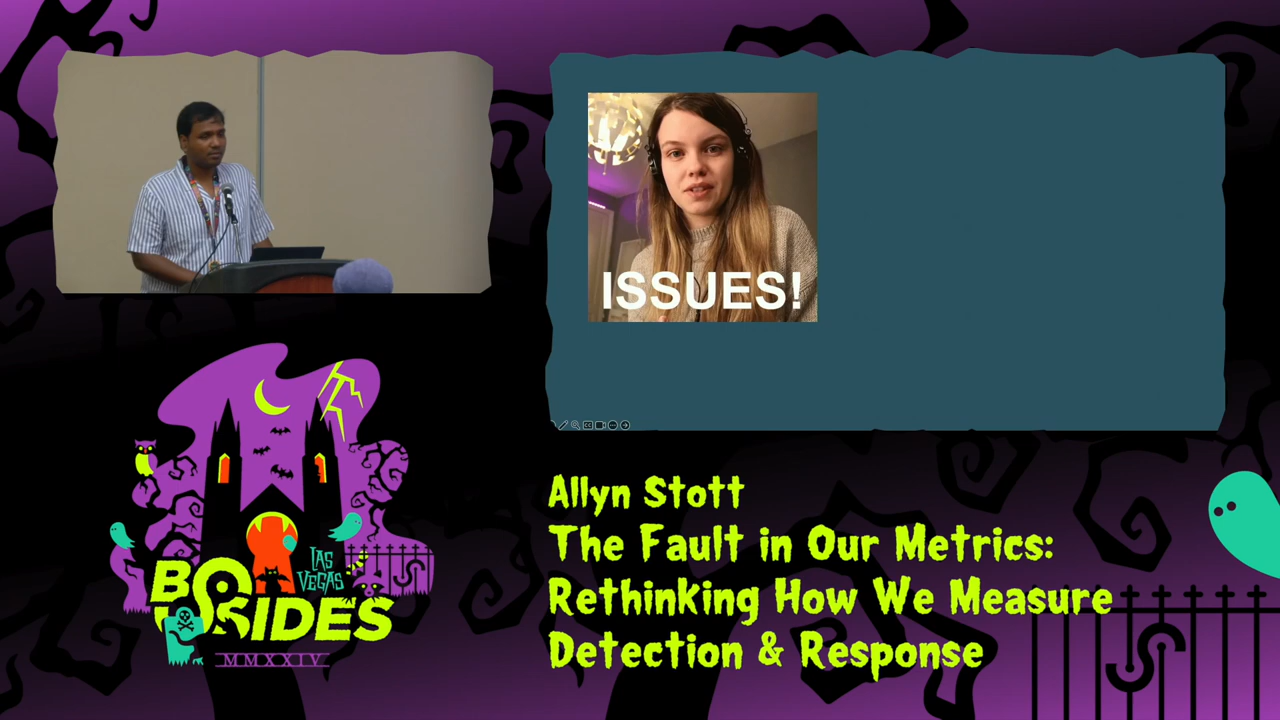 ISSUES!
BSIDES
LAS
VEGAS
MMXXIV
Allyn Stott
The Fault in Our Metrics:
Rethinking How We Measure
Detection & Response